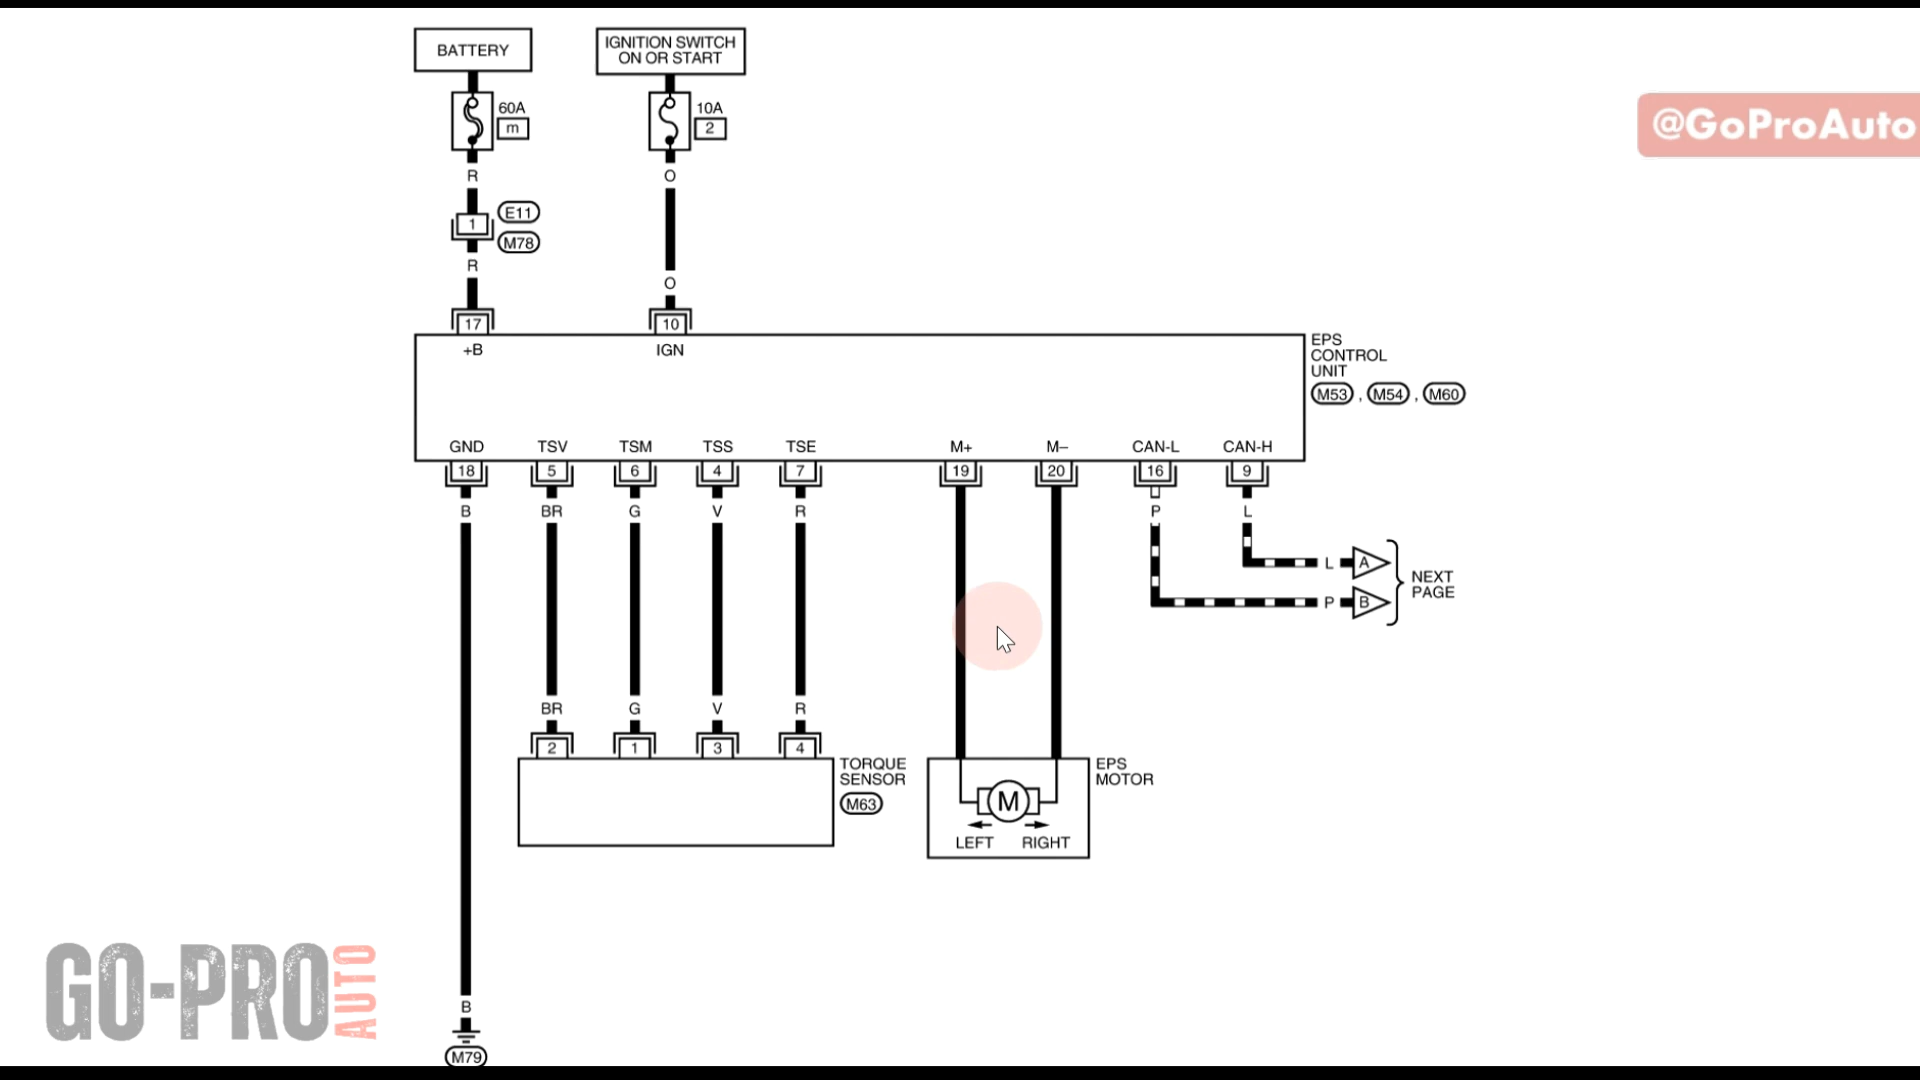 BATTERY
IGNITION SWITCH
ON OR START
60A
m
10A
2
@GoProAuto
R
O
1
E11
M78
R
O
17
10
+B
IGN
EPS
CONTROL
UNIT
M53 , M54 , M60
GND TSV TSM TSS TSE M+ M– CAN-L CAN-H
18 5 6 4 7 19 20 16 9
B BR G V R P L
L A
P B
NEXT
PAGE
BR G V R
2 1 3 4
TORQUE
SENSOR
M63
EPS
MOTOR
M
LEFT RIGHT
GO-PRO AUTO
B
M79